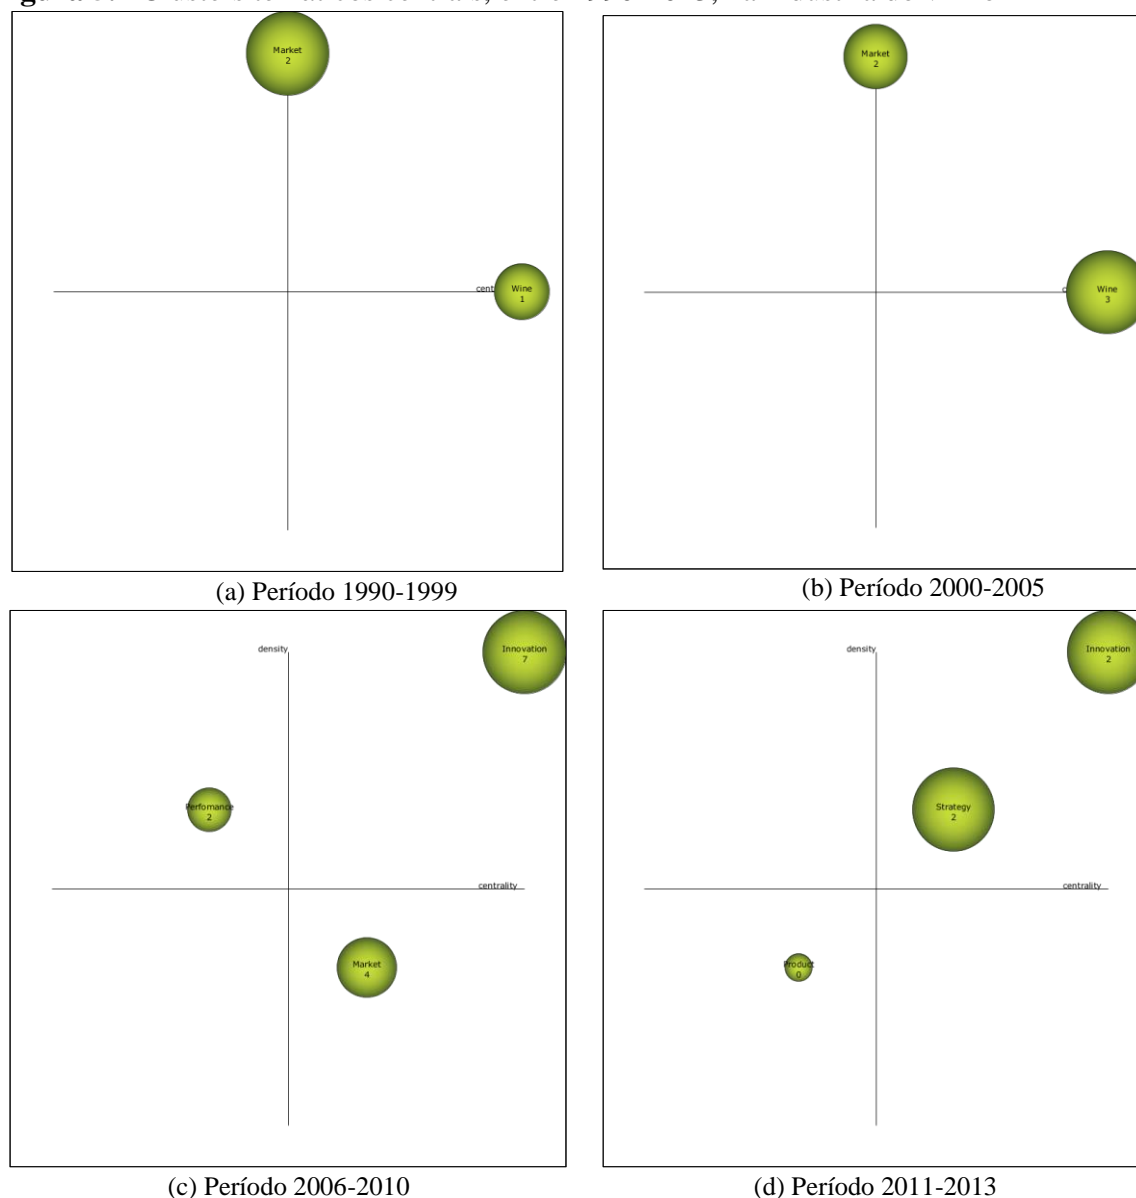 Market
2
cent
Wine
1
(a) Período 1990-1999
Market
2
c
Wine
3
(b) Período 2000-2005
density
Innovation
7
Perfomance
2
centrality
Market
4
(c) Período 2006-2010
density
Innovation
2
Strategy
2
centrality
Product
0
(d) Período 2011-2013